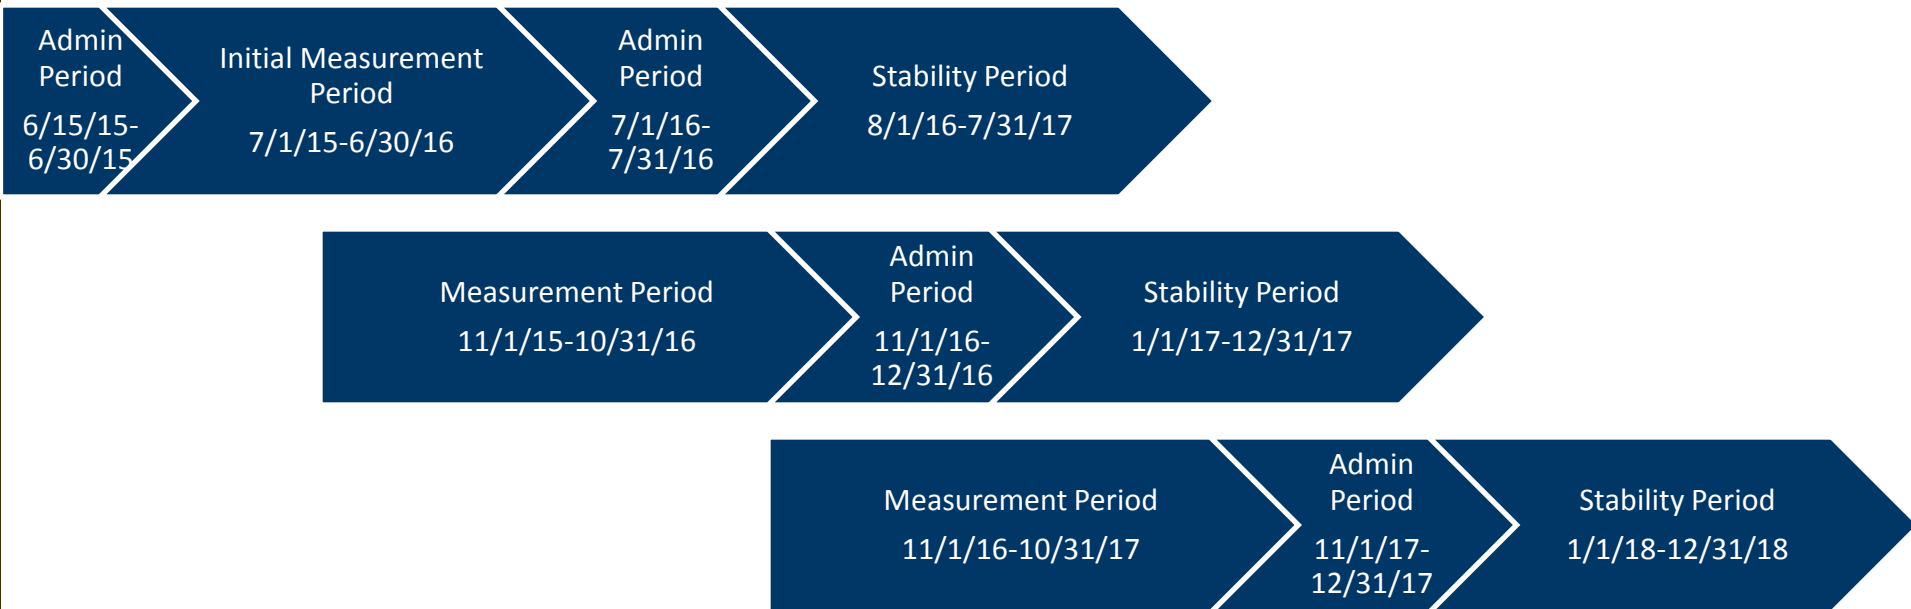 Admin
Period
6/15/15-
6/30/15
Initial Measurement
Period
7/1/15-6/30/16
Admin
Period
7/1/16-
7/31/16
Stability Period
8/1/16-7/31/17
Measurement Period
11/1/15-10/31/16
Admin
Period
11/1/16-
12/31/16
Stability Period
1/1/17-12/31/17
Measurement Period
11/1/16-10/31/17
Admin
Period
11/1/17-
12/31/17
Stability Period
1/1/18-12/31/18